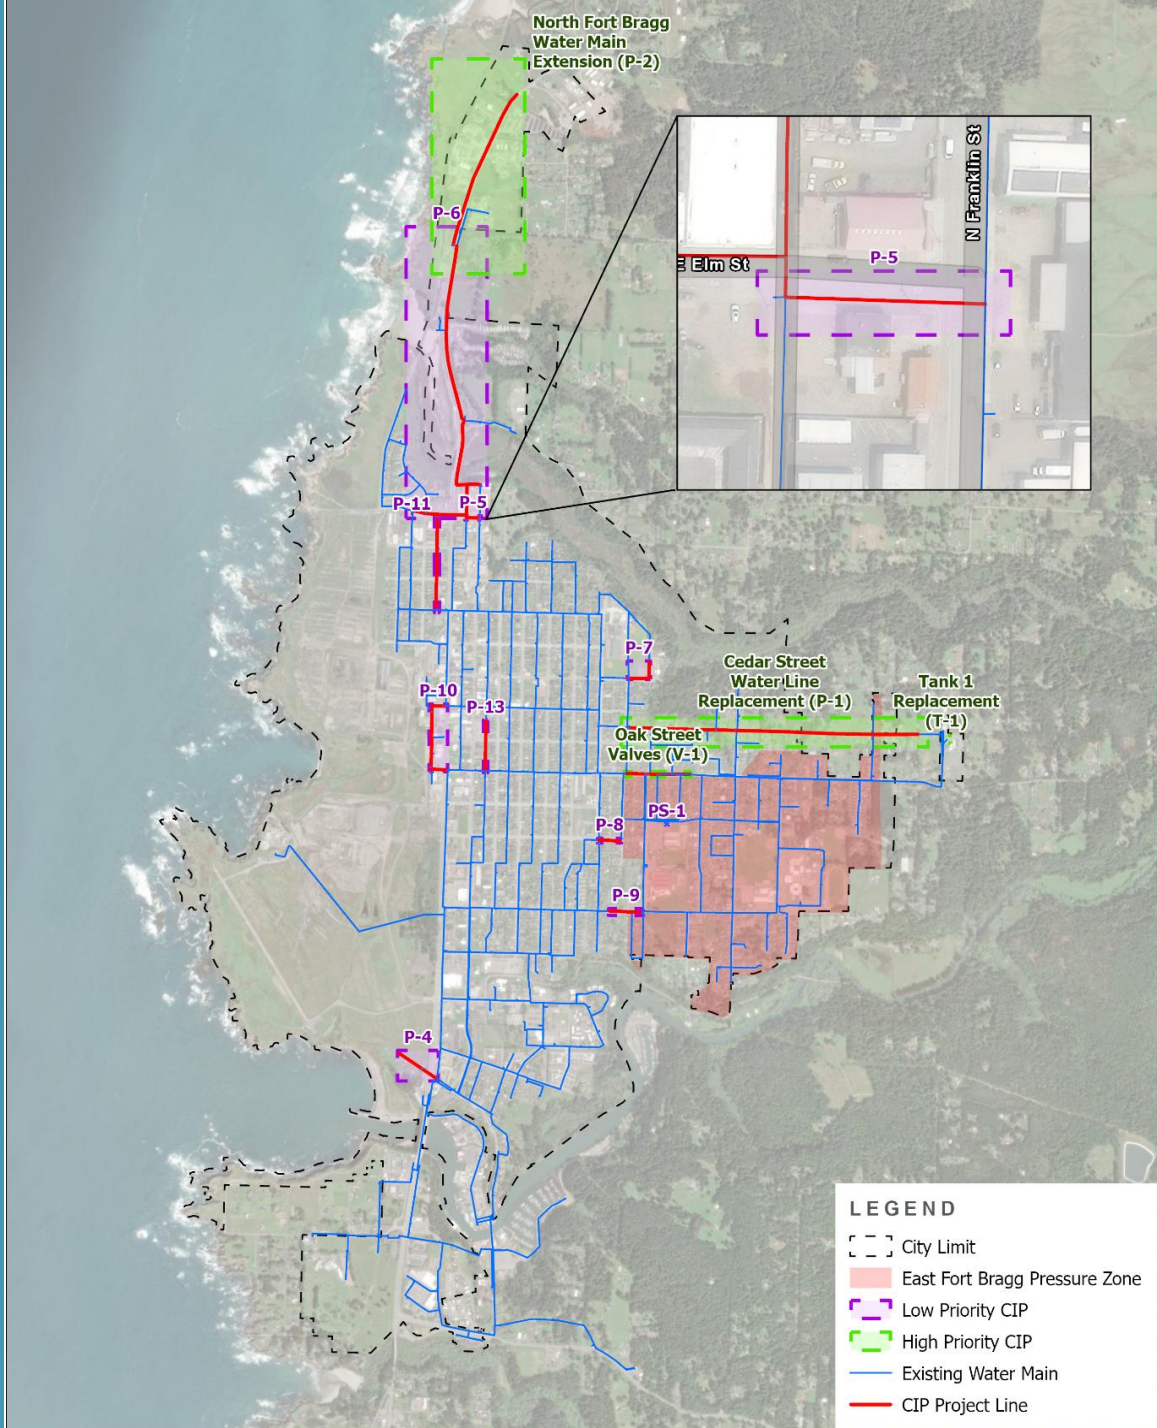 North Fort Bragg
Water Main
Extension (P-2)
N Franklin St
P-6
P-5
E Elm St
P-11
P-5
P-7
Cedar Street
Water Line
Replacement (P-1)
Tank 1
Replacement
(T-1)
P-10
P-13
Oak Street
Valves (V-1)
PS-1
P-8
P-9
P-4
LEGEND
City Limit
East Fort Bragg Pressure Zone
Low Priority CIP
High Priority CIP
Existing Water Main
CIP Project Line